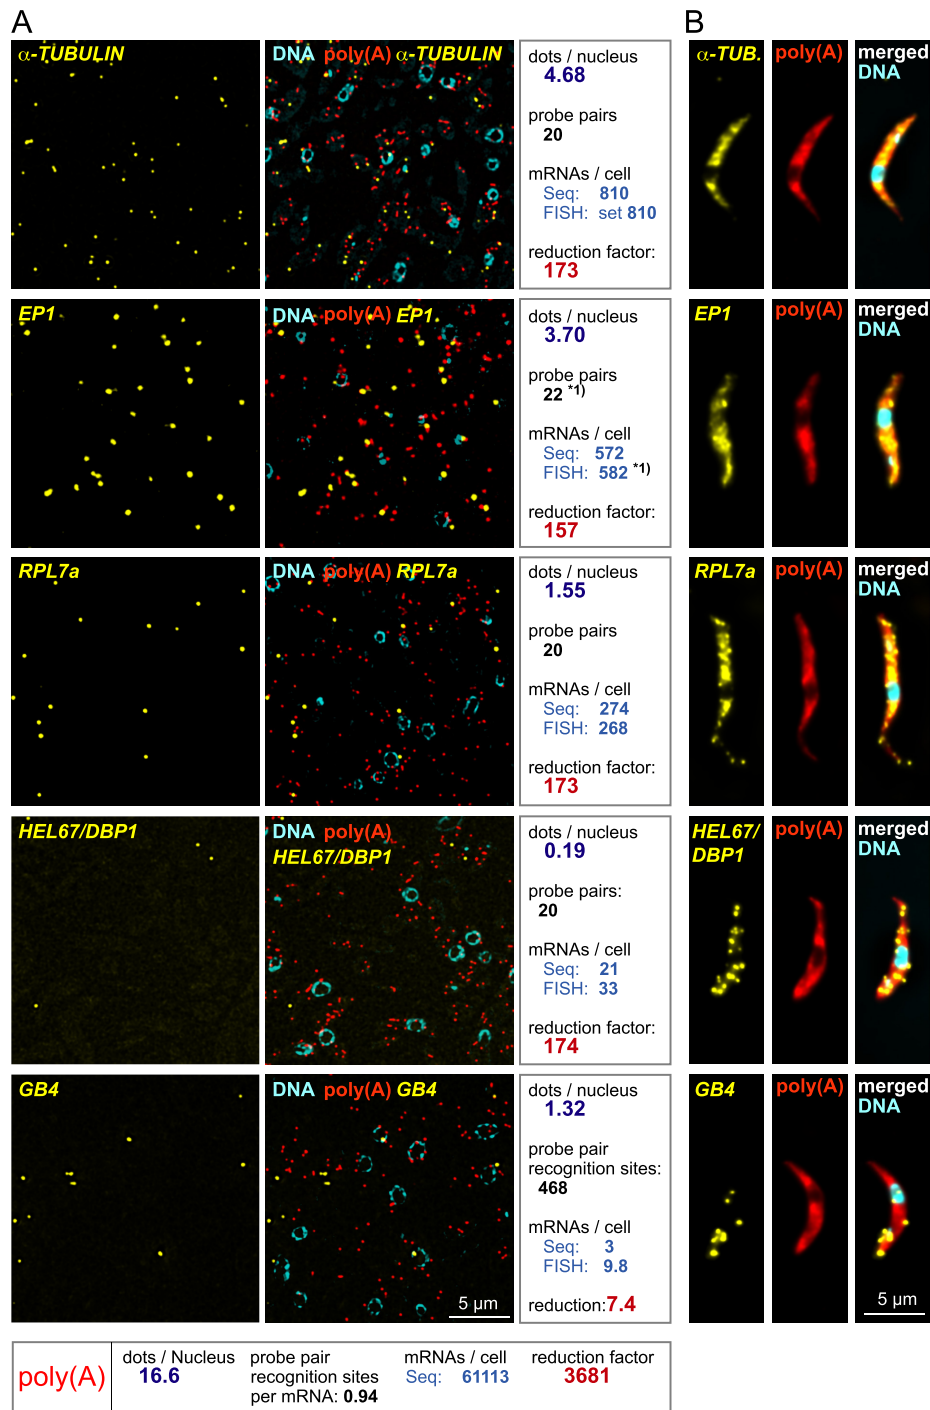 A
B
α-TUBULIN
DNA poly(A) α-TUBULIN
dots / nucleus
4.68
probe pairs
20
mRNAs / cell
Seq: 810
FISH: set 810
reduction factor:
173
α-TUB.
poly(A)
merged
DNA
EP1
DNA poly(A) EP1
dots / nucleus
3.70
probe pairs
22 *1)
mRNAs / cell
Seq: 572
FISH: 582 *1)
reduction factor:
157
EP1
poly(A)
merged
DNA
RPL7a
DNA poly(A) RPL7a
dots / nucleus
1.55
probe pairs
20
mRNAs / cell
Seq: 274
FISH: 268
reduction factor:
173
RPL7a
poly(A)
merged
DNA
HEL67/DBP1
DNA poly(A)
HEL67/DBP1
dots / nucleus
0.19
probe pairs:
20
mRNAs / cell
Seq: 21
FISH: 33
reduction factor:
174
HEL67/
DBP1
poly(A)
merged
DNA
GB4
DNA poly(A) GB4
5 µm
dots / nucleus
1.32
probe pair
recognition sites:
468
mRNAs / cell
Seq: 3
FISH: 9.8
reduction:7.4
GB4
poly(A)
merged
DNA
5 µm
poly(A)
dots / Nucleus
16.6
probe pair
recognition sites
per mRNA: 0.94
mRNAs / cell
Seq: 61113
reduction factor
3681